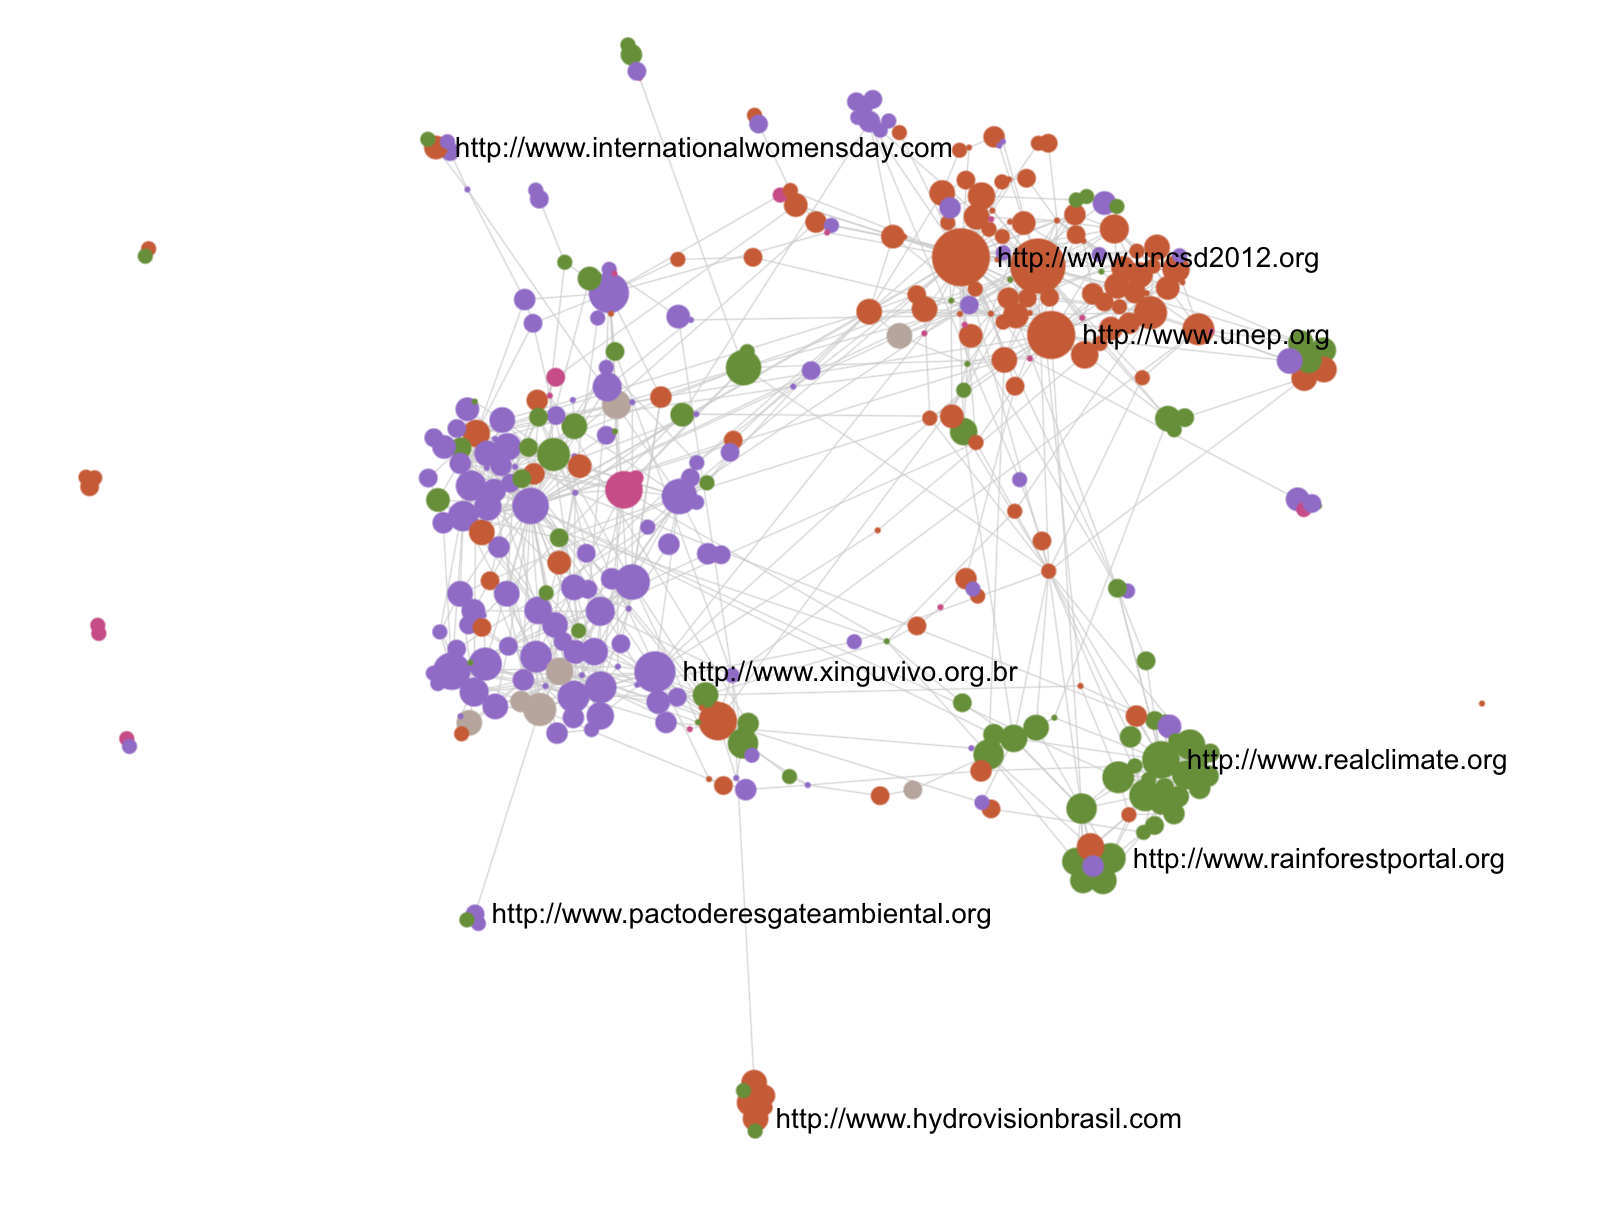 http://www.internationalwomensday.com
http://www.uncsd2012.org
http://www.unep.org
http://www.xinguvivo.org.br
http://www.realclimate.org
http://www.rainforestportal.org
http://www.pactoderesgateambiental.org
http://www.hydrovisionbrasil.com